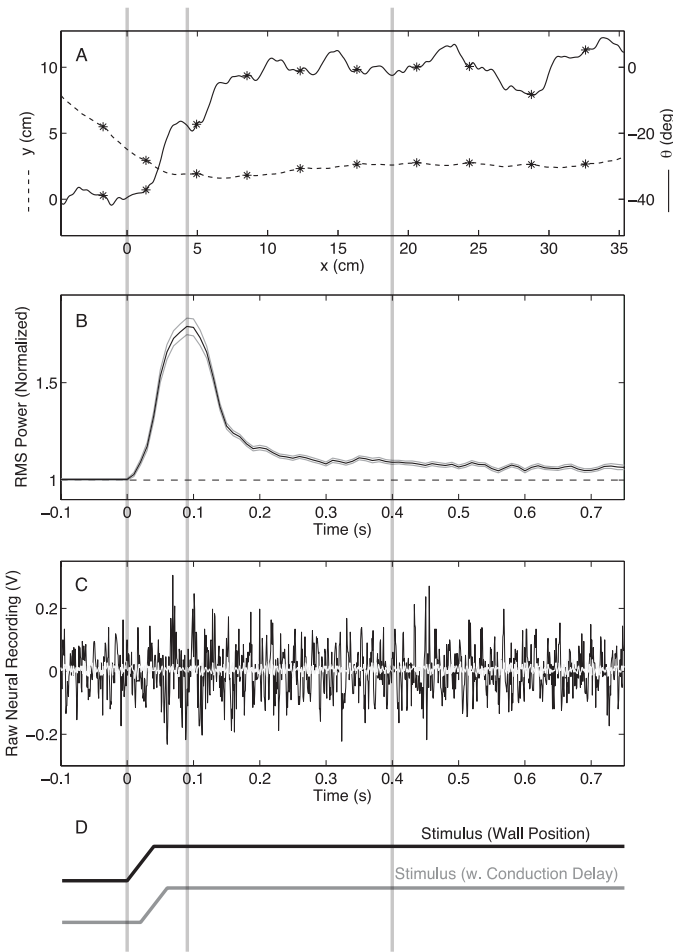 A
10
5
0
y (cm)
0
−20
−40
θ (deg)
0 5 10 15 20 25 30 35
x (cm)
B
1.5
1
RMS Power (Normalized)
−0.1 0 0.1 0.2 0.3 0.4 0.5 0.6 0.7
Time (s)
C
0.2
0
−0.2
Raw Neural Recording (V)
−0.1 0 0.1 0.2 0.3 0.4 0.5 0.6 0.7
Time (s)
D
Stimulus (Wall Position)
Stimulus (w. Conduction Delay)